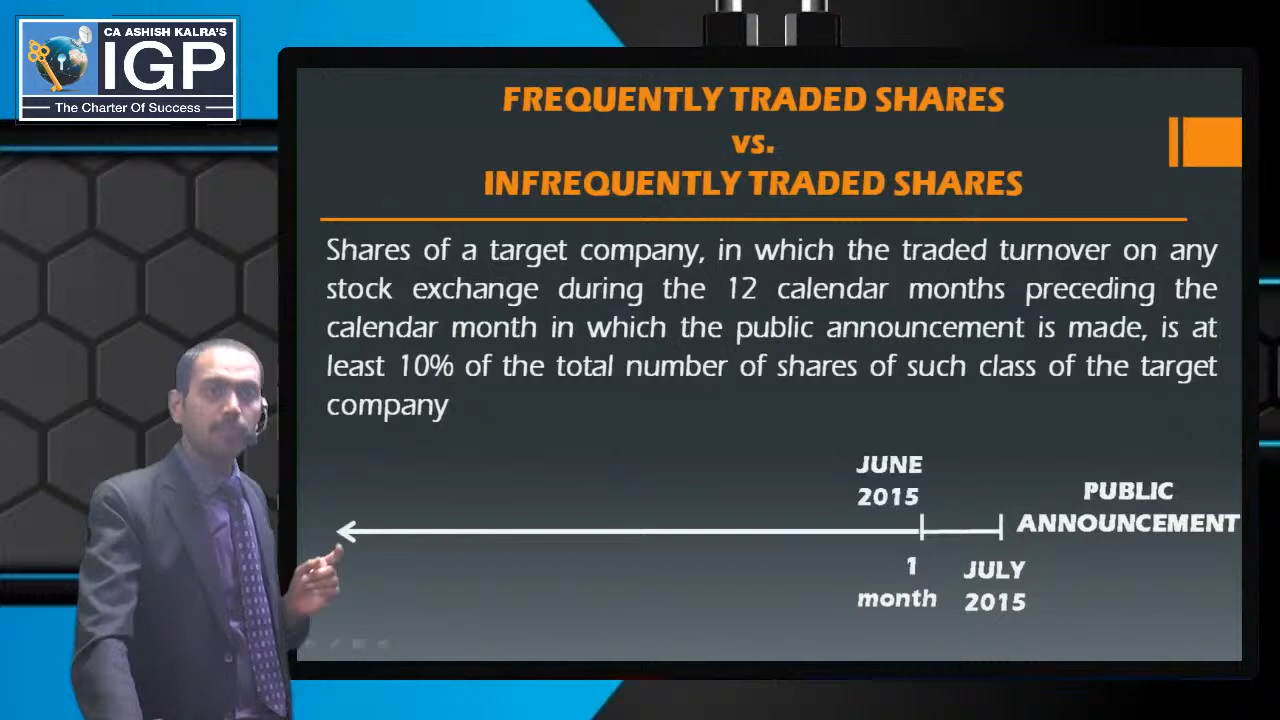 CA ASHISH KALRA'S
IGP
The Charter Of Success
FREQUENTLY TRADED SHARES
vs.
INFREQUENTLY TRADED SHARES
Shares of a target company, in which the traded turnover on any
stock exchange during the 12 calendar months preceding the
calendar month in which the public announcement is made, is at
least 10% of the total number of shares of such class of the target
company
JUNE
2015
PUBLIC
ANNOUNCEMENT
1
month
JULY
2015